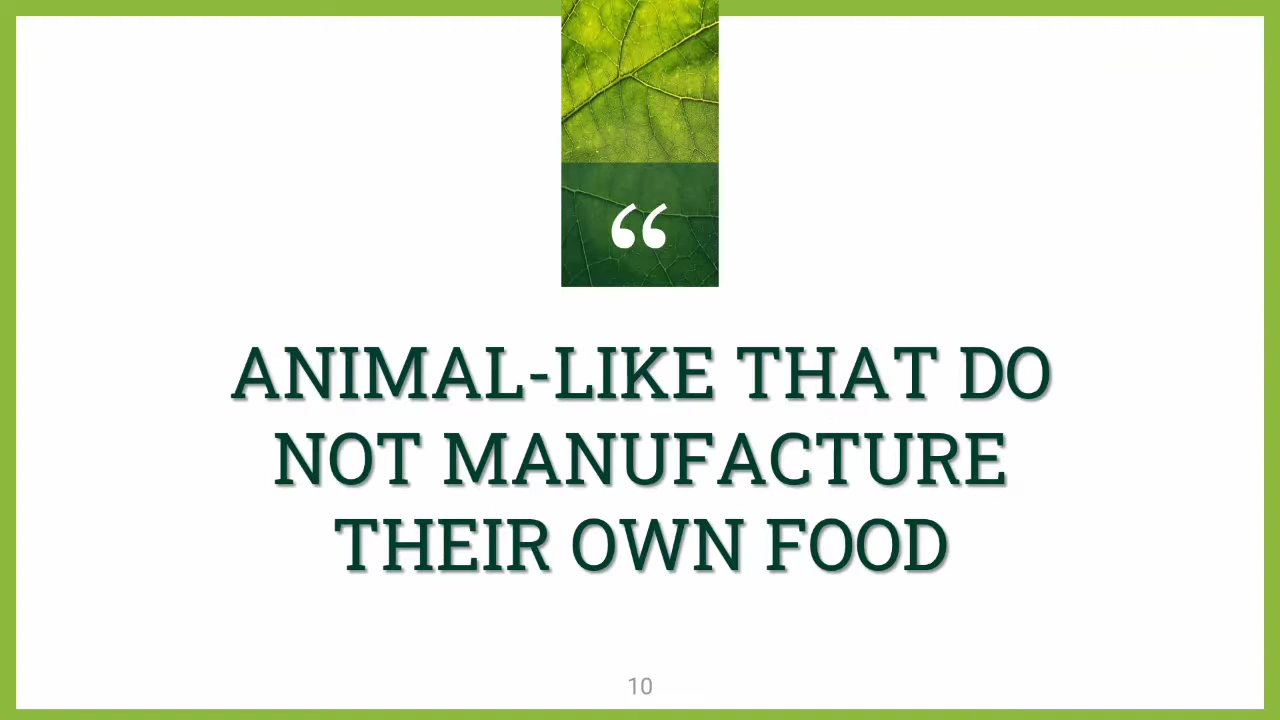 “
ANIMAL-LIKE THAT DO
NOT MANUFACTURE
THEIR OWN FOOD
10